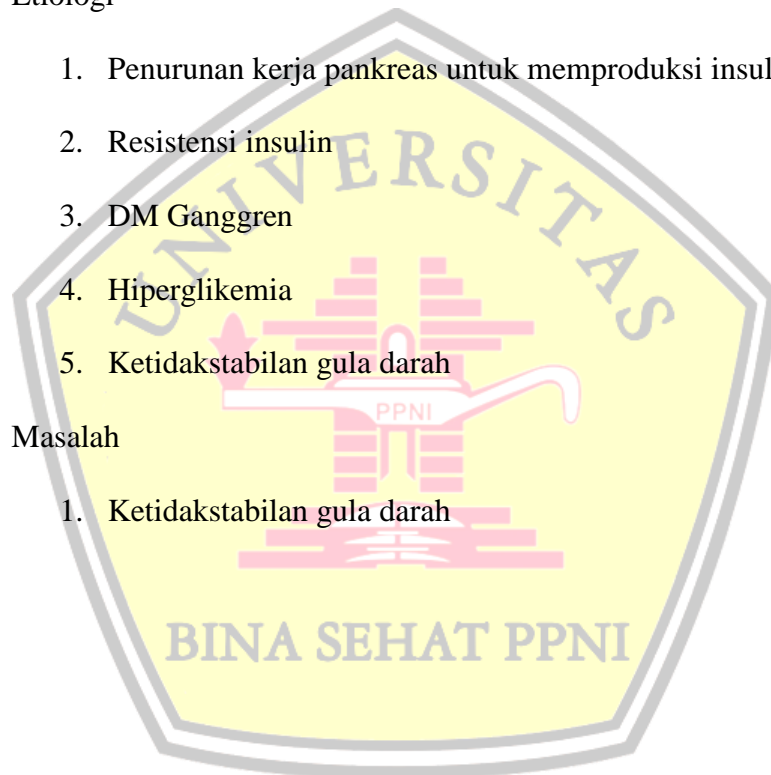 1. Penurunan kerja pankreas untuk memproduksi insul
2. Resistensi insulin
3. DM Ganggren
4. Hiperglikemia
5. Ketidakstabilan gula darah
Masalah
1. Ketidakstabilan gula darah
UNIVERSITAS
PPNI
BINA SEHAT PPNI